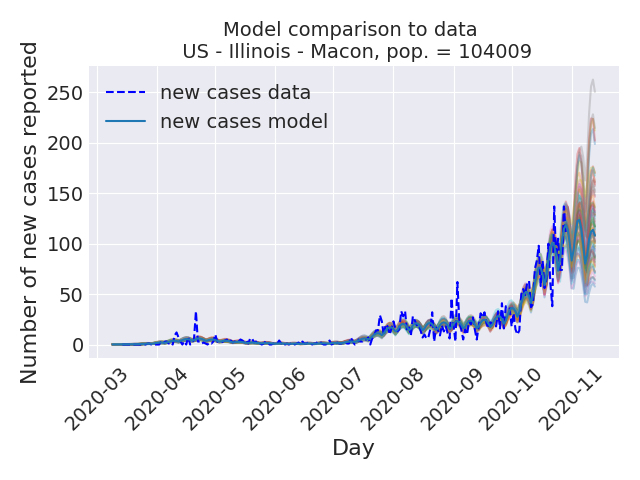 Model comparison to data
US - Illinois - Macon, pop. = 104009
Number of new cases reported
250
200
150
100
50
0
new cases data
new cases model
2020-03
2020-04
2020-05
2020-06
2020-07
2020-08
2020-09
2020-10
2020-11
Day